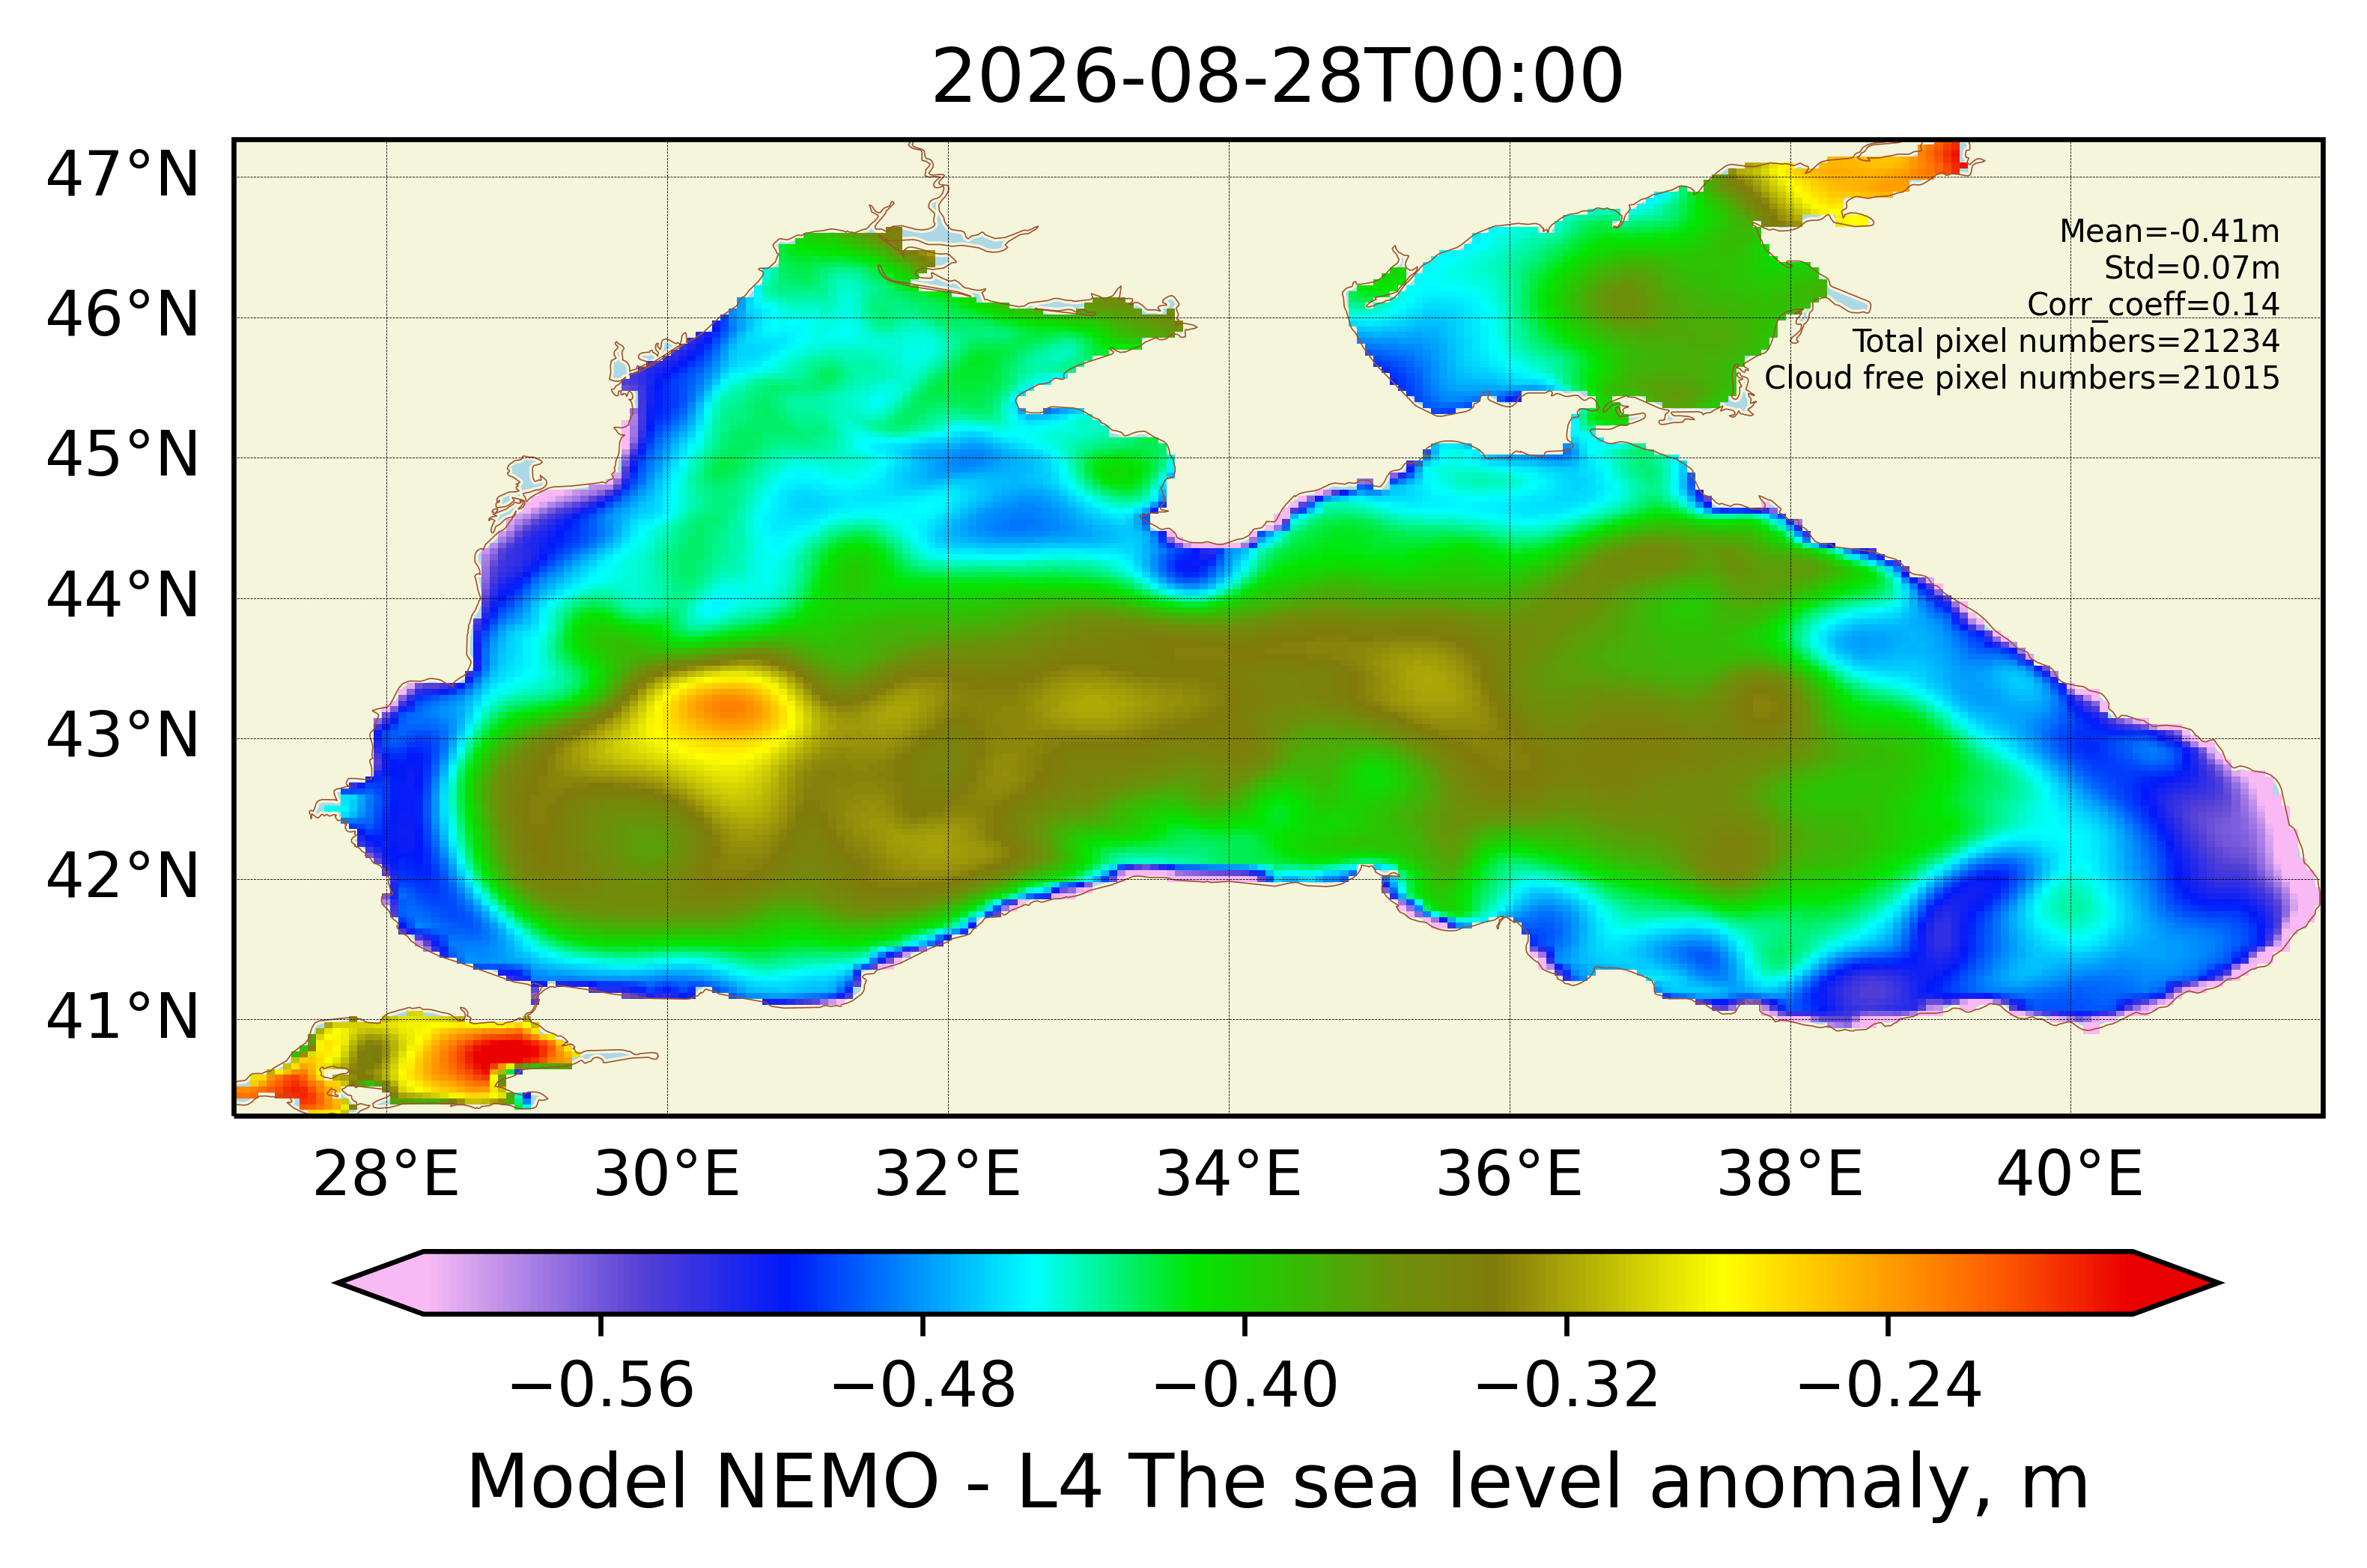 2026-08-28T00:00
47°N
46°N
45°N
44°N
43°N
42°N
41°N
Mean=-0.41m
Std=0.07m
Corr_coeff=0.14
Total pixel numbers=21234
Cloud free pixel numbers=21015
28°E 30°E 32°E 34°E 36°E 38°E 40°E
−0.56 −0.48 −0.40 −0.32 −0.24
Model NEMO - L4 The sea level anomaly, m